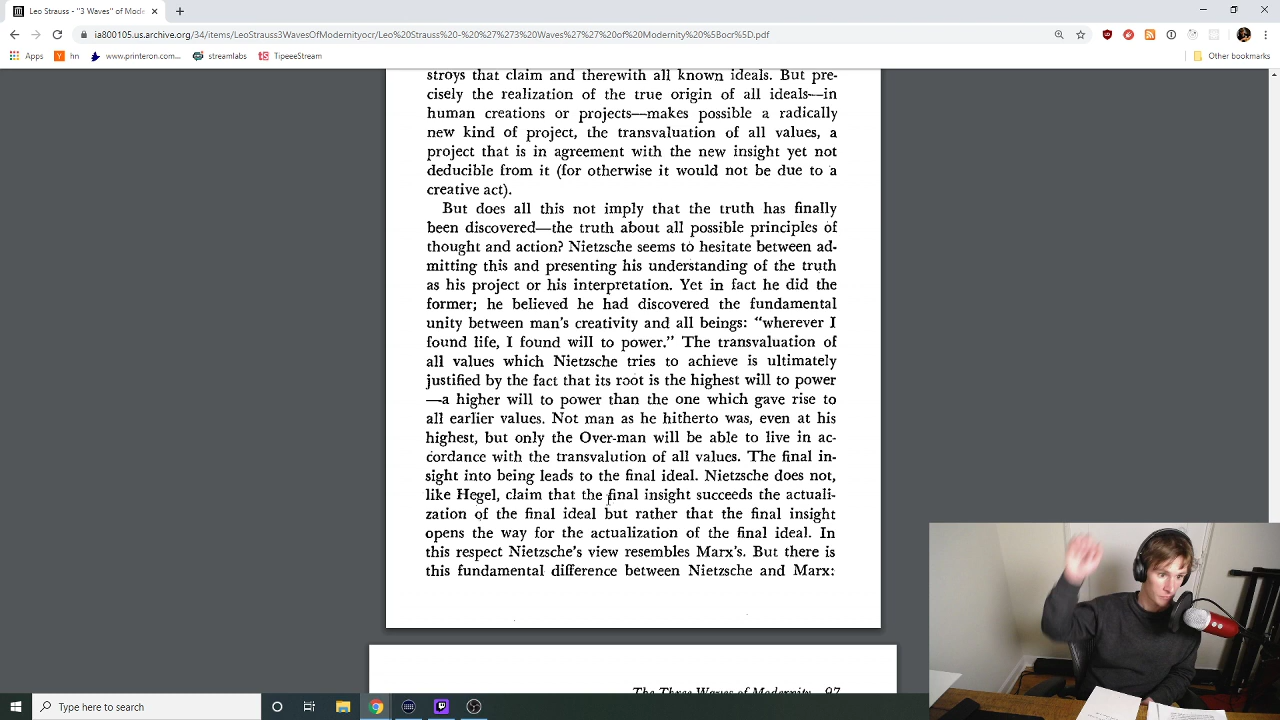 Leo Strauss "3 Waves" of Moderni
ia800105.us.archive.org/34/items/LeoStrauss3WavesOfModernityocr/Leo%20Strauss%20-%20%27%273%20Waves%27%27%20of%20Modernity%20%5Bocr%5D.pdf
Apps hn www.printeron.com... streamlabs TipeeeStream Other bookmarks
stroys that claim and therewith all known ideals. But pre-
cisely the realization of the true origin of all ideals—in
human creations or projects—makes possible a radically
new kind of project, the transvaluation of all values, a
project that is in agreement with the new insight yet not
deducible from it (for otherwise it would not be due to a
creative act).
But does all this not imply that the truth has finally
been discovered—the truth about all possible principles of
thought and action? Nietzsche seems to hesitate between ad-
mitting this and presenting his understanding of the truth
as his project or his interpretation. Yet in fact he did the
former; he believed he had discovered the fundamental
unity between man's creativity and all beings: "wherever I
found life, I found will to power." The transvaluation of
all values which Nietzsche tries to achieve is ultimately
justified by the fact that its root is the highest will to power
—a higher will to power than the one which gave rise to
all earlier values. Not man as he hitherto was, even at his
highest, but only the Over-man will be able to live in ac-
cordance with the transvalution of all values. The final in-
sight into being leads to the final ideal. Nietzsche does not,
like Hegel, claim that the final insight succeeds the actuali-
zation of the final ideal but rather that the final insight
opens the way for the actualization of the final ideal. In
this respect Nietzsche's view resembles Marx's. But there is
this fundamental difference between Nietzsche and Marx:
The Three Waves of Modernity 97
Type here to search